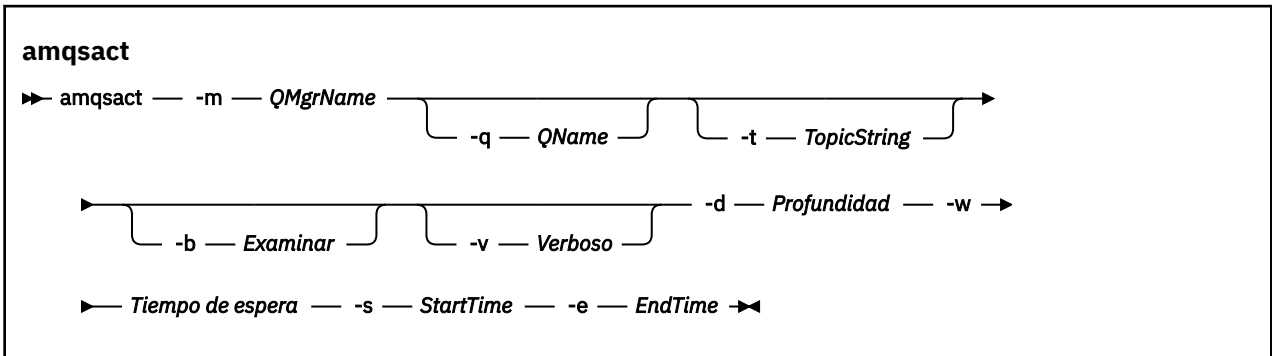 amqsact
amqsact -m QMgrName
-q QName -t TopicString
-d Profundidad -w
-b Examinar -v Verboso
Tiempo de espera -s StartTime -e EndTime